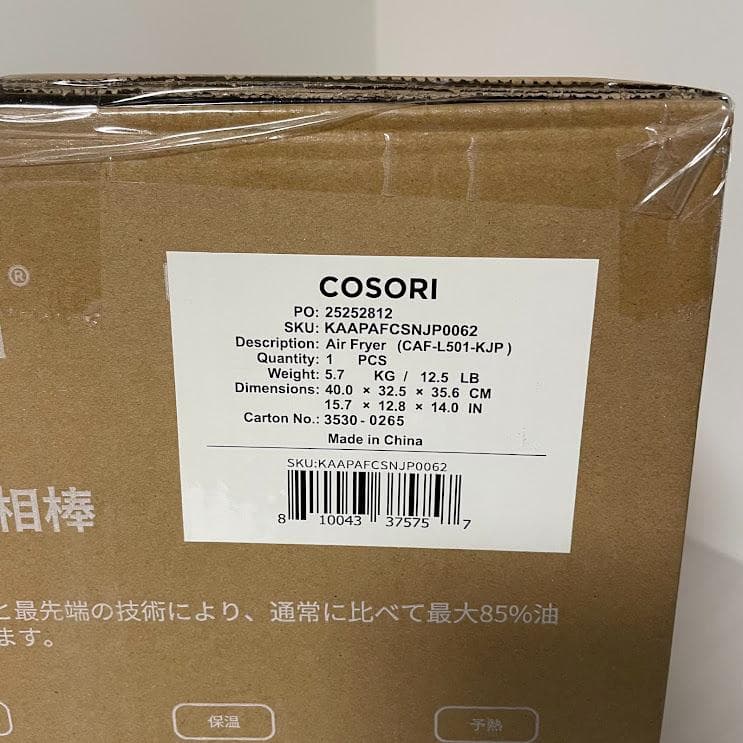 ®
COSORI
PO: 25252812
SKU: KAAPAFCSNJP0062
Description: Air Fryer (CAF-L501-KJP )
Quantity: 1 PCS
Weight: 5.7 KG / 12.5 LB
Dimensions: 40.0 × 32.5 × 35.6 CM
15.7 × 12.8 × 14.0 IN
Carton No.: 3530 - 0265
Made in China
SKU:KAAPAFCSNJP0062
8 10043 37575 7
相棒
と最先端の技術により、通常に比べて最大85%油
ます。
保温
予熱